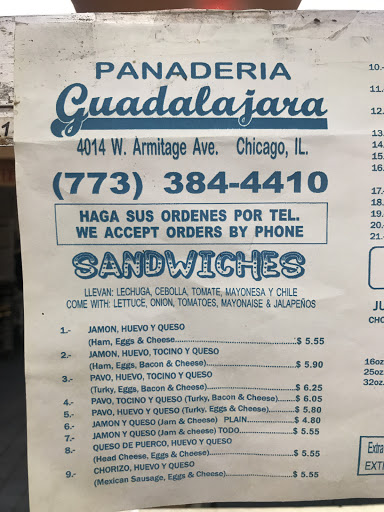 PANADERIA
Guadalajara
4014 W. Armitage Ave. Chicago, IL.
(773) 384-4410
HAGA SUS ORDENES POR TEL.
WE ACCEPT ORDERS BY PHONE
SANDWICHES
LLEVAN: LECHUGA, CEBOLLA, TOMATE, MAYONESA Y CHILE
COME WITH: LETTUCE, ONION, TOMATOES, MAYONAISE & JALAPEÑOS
1.- JAMON, HUEVO Y QUESO
(Ham, Eggs & Cheese....................$ 5.55
2.- JAMON, HUEVO, TOCINO Y QUESO
(Ham, Eggs, Bacon & Cheese)....................$ 5.90
3.- PAVO, HUEVO, TOCINO Y QUESO
(Turky, Eggs, Bacon & Cheese)....................$ 6.25
4.- PAVO, TOCINO Y QUESO (Turky, Bacon & Cheese)........$ 6.05
5.- PAVO, HUEVO Y QUESO (Turky. Eggs & Cheese)........$ 5.80
6.- JAMON Y QUESO (Jam & Cheese) PLAIN..........$ 4.80
7.- JAMON Y QUESO (Jam & cheese) TODO..........$ 5.55
8.- QUESO DE PUERCO, HUEVO Y QUESO
(Head Cheese, Eggs & Cheese)....................$ 5.55
9.- CHORIZO, HUEVO Y QUESO
(Mexican Sausage, Eggs & Cheese)....................$ 5.55
10.-
11.-
12.-
13.-
14.-
15.-
16.-
17.-
18.-
19.-
20.-
21.-
JU
CHO
16oz
25oz
32oz.
Extra
EXT